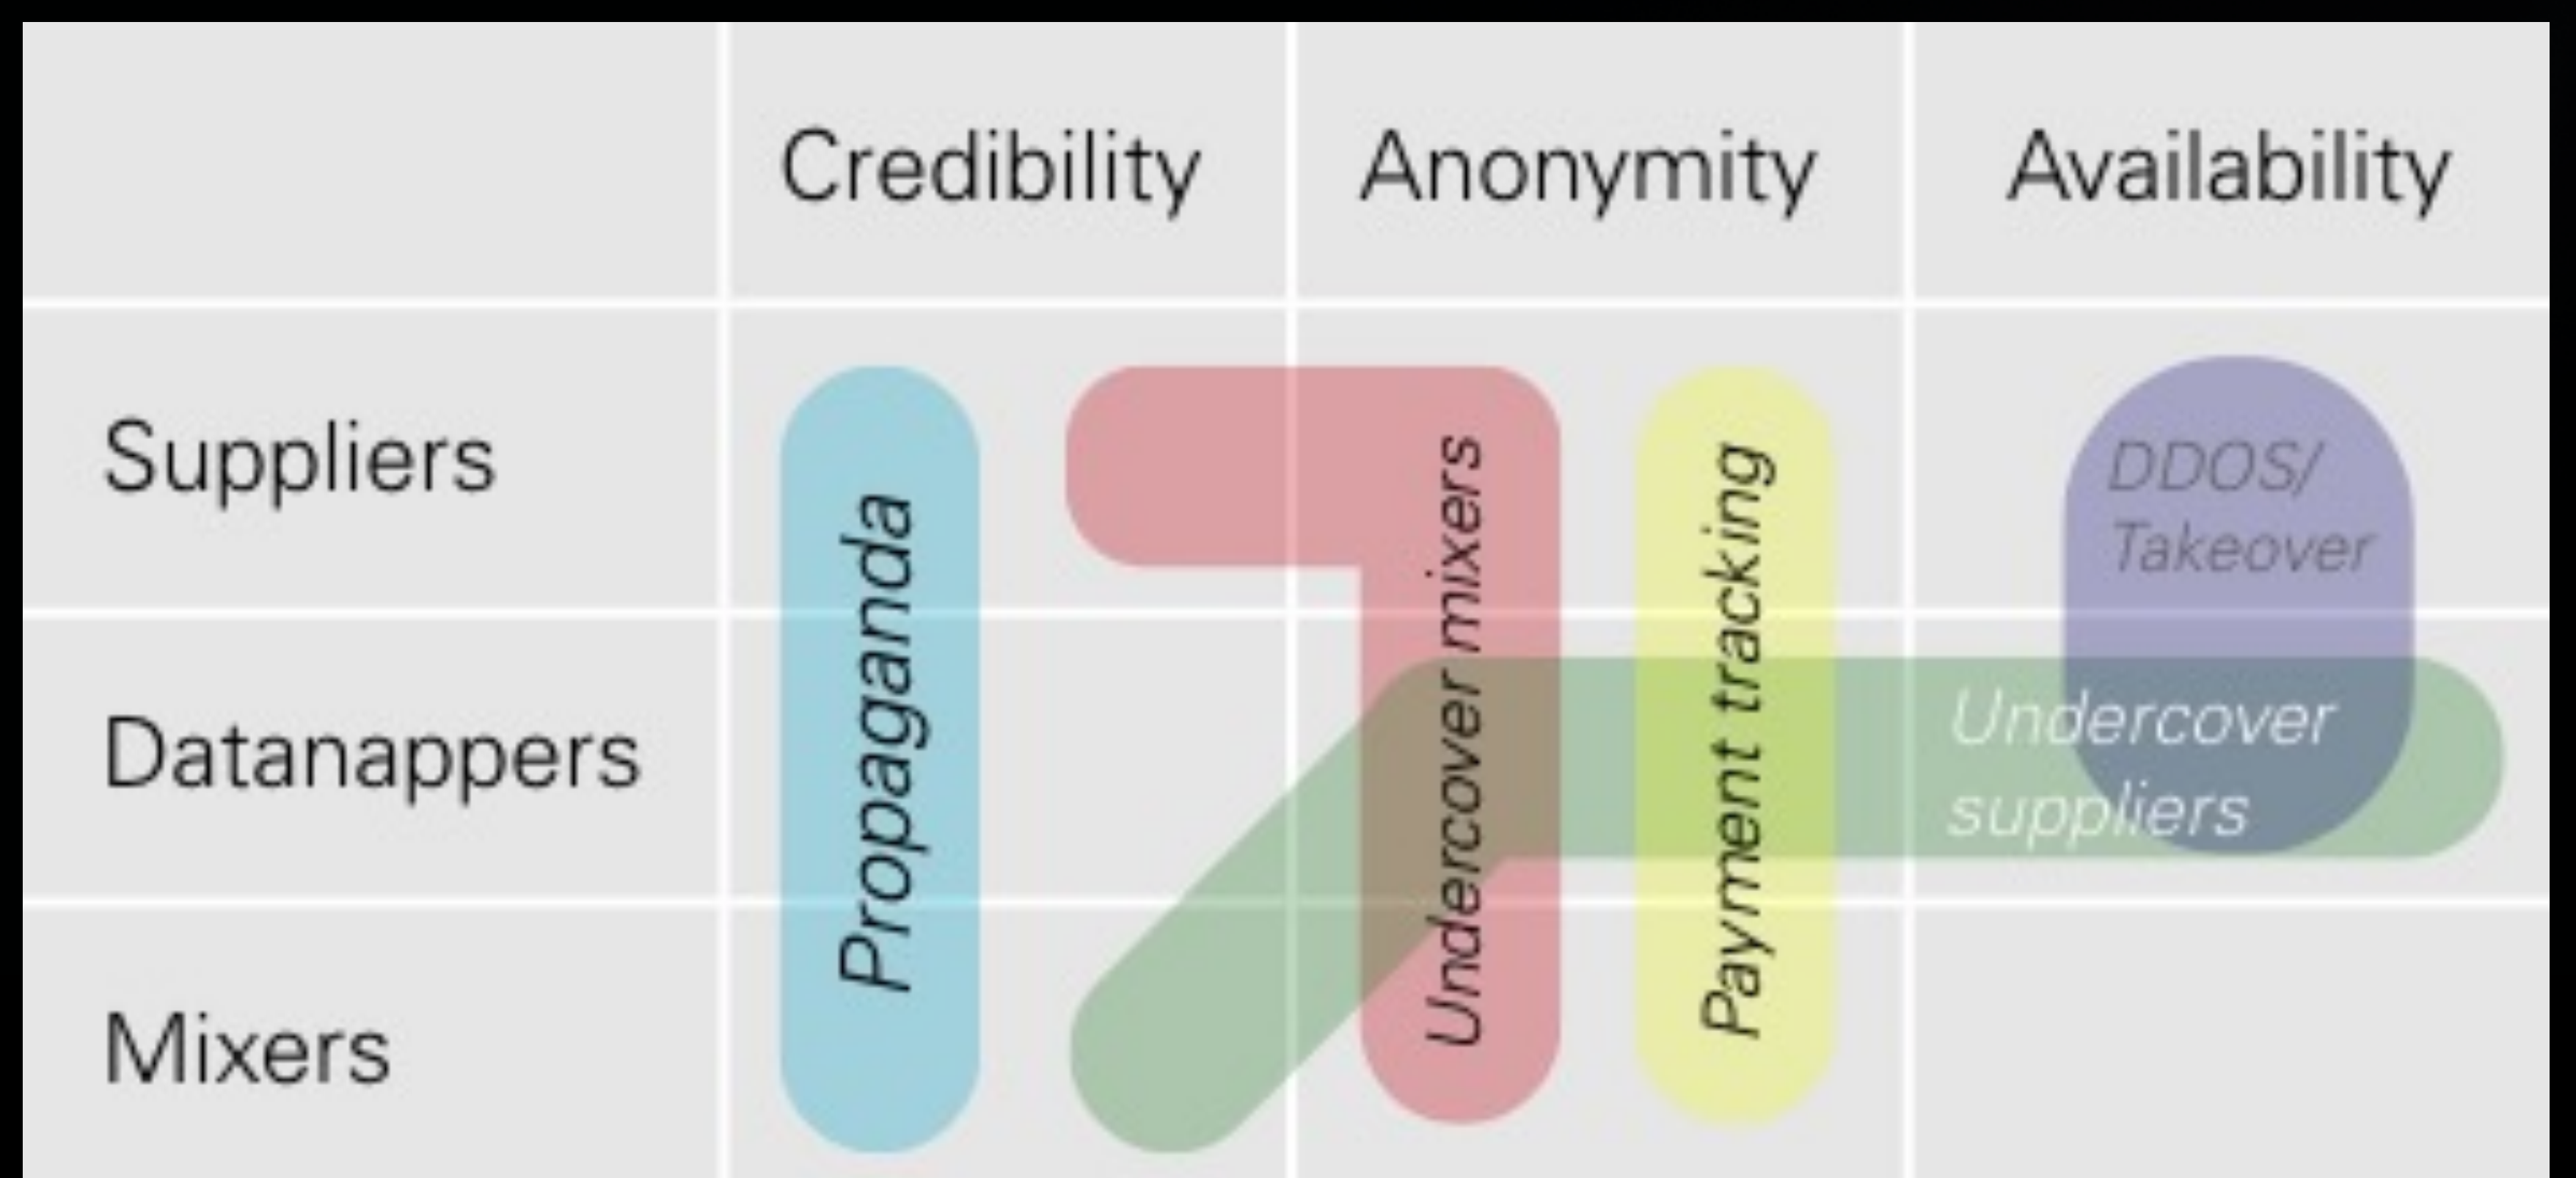 Credibility
Anonymity
Availability
Suppliers
Datanappers
Mixers
Propaganda
Undercover mixers
Payment tracking
DDOS/
Takeover
Undercover
suppliers